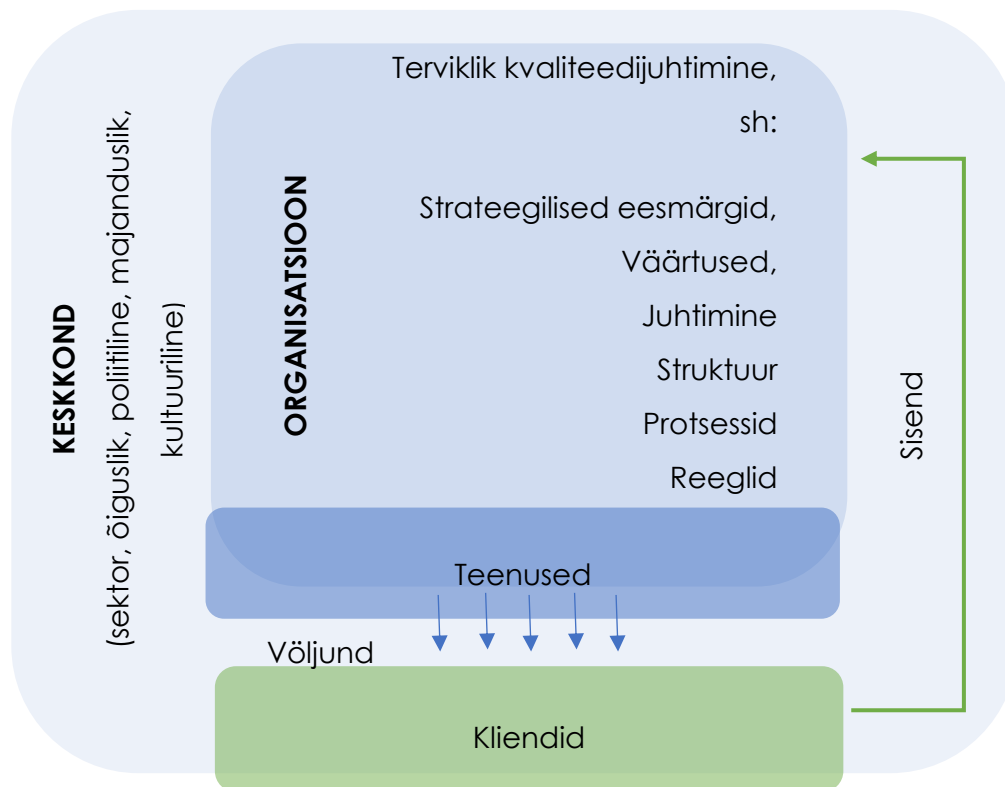 KESKKOND
(sektor, õiguslik, poliitiline, majanduslik,
kultuuriline)
ORGANISATSIOON
Terviklik kvaliteedijuhtimine,
sh:
Strateegilised eesmärgid,
Väärtused,
Juhtimine
Struktuur
Protsessid
Reeglid
Sisend
Teenused
Völjund
Kliendid